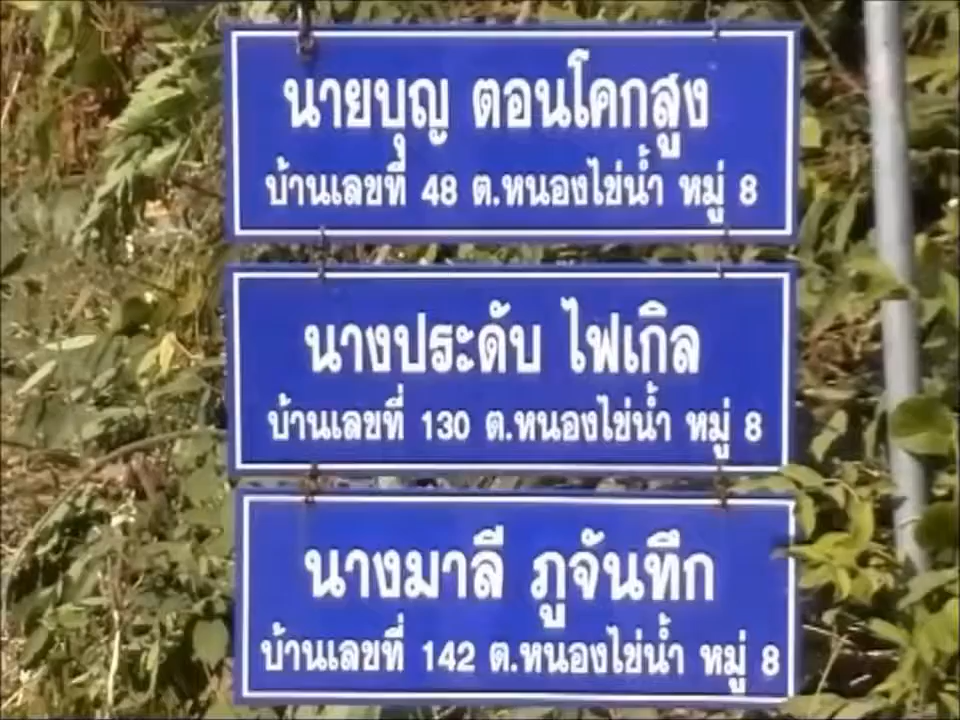 นายบุญ ตอนโคกสูง
บ้านเลขที่ 48 ต.หนองไข่น้ำ หมู่ 8
นางประดับ ไฟเกิล
บ้านเลขที่ 130 ต.หนองไข่น้ำ หมู่ 8
นางมาลี ภูจันทึก
บ้านเลขที่ 142 ต.หนองไข่น้ำ หมู่ 8